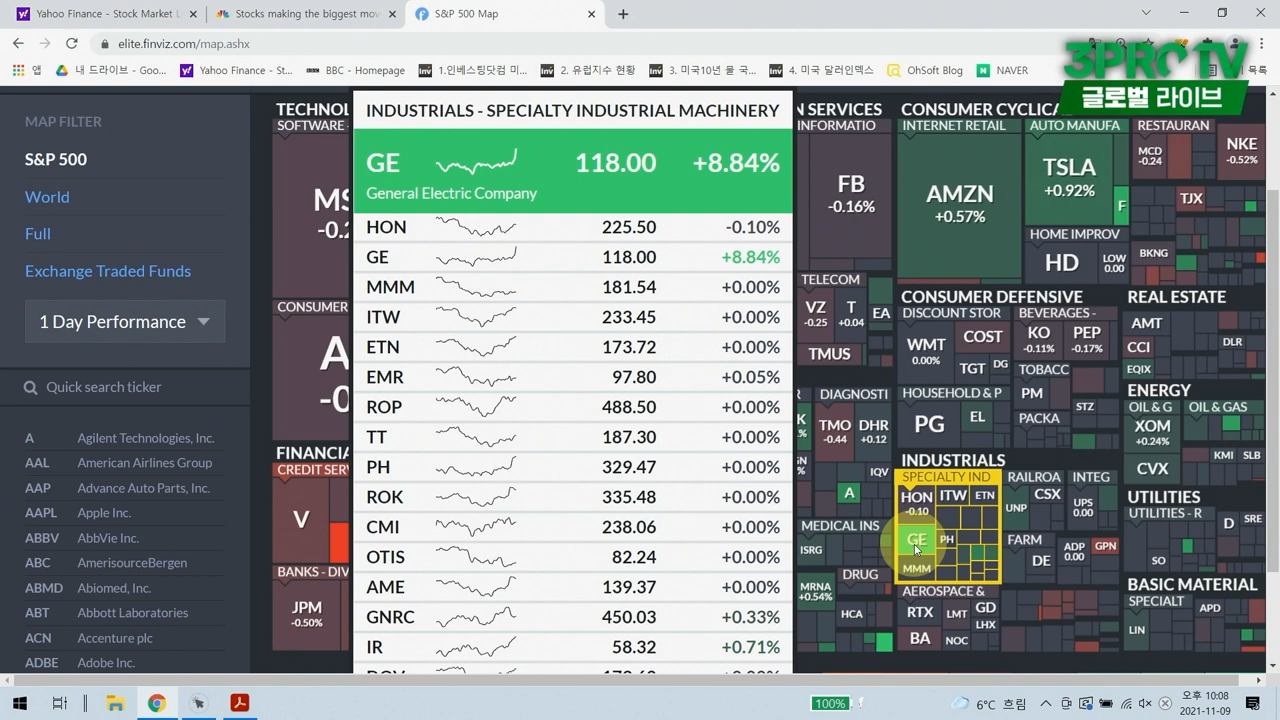 Yahoo Finance - Stock Market L
Stocks making the biggest mov
S&P 500 Map
elite.finviz.com/map.ashx
앱
내 드라이브 - Goo...
Yahoo Finance - St...
BBC - Homepage
1.인베스팅닷컴 미...
2. 유럽지수 현황
3. 미국10년 물 국...
4. 미국 달러인덱스
OhSoft Blog
NAVER
목록
3PROTV
글로벌 라이브
MAP FILTER
S&P 500
World
Full
Exchange Traded Funds
1 Day Performance
Quick search ticker
A Agilent Technologies, Inc.
AAL American Airlines Group
AAP Advance Auto Parts, Inc.
AAPL Apple Inc.
ABBV AbbVie Inc.
ABC AmerisourceBergen
ABMD Abiomed, Inc.
ABT Abbott Laboratories
ACN Accenture plc
ADBE Adobe Inc.
TECHNOL
SOFTWARE -
MS
-0.2
CONSUMER
A
-0
FINANCIA
CREDIT SERV
V
BANKS - DIV
JPM
-0.50%
INDUSTRIALS - SPECIALTY INDUSTRIAL MACHINERY
GE 118.00 +8.84%
General Electric Company
HON 225.50 -0.10%
GE 118.00 +8.84%
MMM 181.54 +0.00%
ITW 233.45 +0.00%
ETN 173.72 +0.00%
EMR 97.80 +0.05%
ROP 488.50 +0.00%
TT 187.30 +0.00%
PH 329.47 +0.00%
ROK 335.48 +0.00%
CMI 238.06 +0.00%
OTIS 82.24 +0.00%
AME 139.37 +0.00%
GNRC 450.03 +0.33%
IR 58.32 +0.71%
N SERVICES
INFORMATIO
FB
-0.16%
TELECOM
VZ
-0.25
T
+0.04
EA
TMUS
DIAGNOSTI
TMO
-0.44
DHR
+0.12
IQV
A
MEDICAL INS
ISRG
DRUG
MRNA
+0.54%
HCA
CONSUMER CYCLICA
INTERNET RETAIL
AMZN
+0.57%
AUTO MANUFA
TSLA
+0.92%
F
RESTAURAN
MCD
-0.24
NKE
-0.52%
TJX
HOME IMPROV
HD
LOW
0.00
BKNG
CONSUMER DEFENSIVE
DISCOUNT STOR
WMT
0.00%
COST
TGT
DG
BEVERAGES -
KO
-0.11%
PEP
-0.17%
TOBACC
PM
HOUSEHOLD & P
PG
EL
STZ
PACKA
REAL ESTATE
AMT
CCI
DLR
EQIX
ENERGY
OIL & G
XOM
+0.24%
CVX
OIL & GAS
KMI
SLB
INDUSTRIALS
SPECIALTY IND
HON
-0.10
ITW
ETN
GE
PH
MMM
RAILROA
UNP
CSX
INTEG
UPS
0.00
FARM
DE
ADP
0.00
GPN
AEROSPACE &
RTX
LMT
GD
LHX
BA
NOC
UTILITIES
UTILITIES - R
D
SRE
SO
BASIC MATERIAL
SPECIALT
APD
LIN
100%
6°C 흐림
오후 10:08
2021-11-09